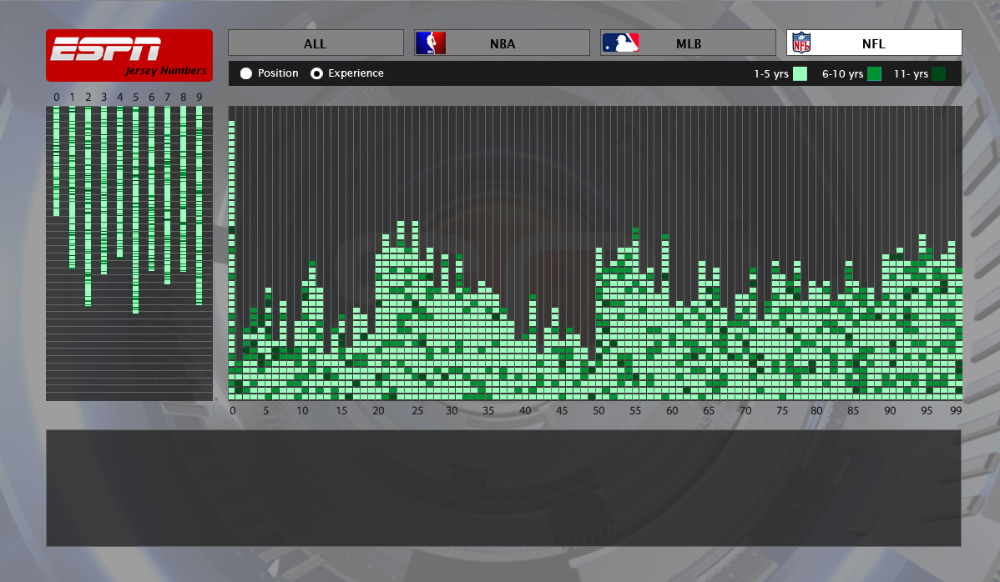 ESPN
Jersey Numbers
ALL NBA MLB NFL
Position Experience 1-5 yrs 6-10 yrs 11- yrs
0 1 2 3 4 5 6 7 8 9
0 5 10 15 20 25 30 35 40 45 50 55 60 65 70 75 80 85 90 95 99